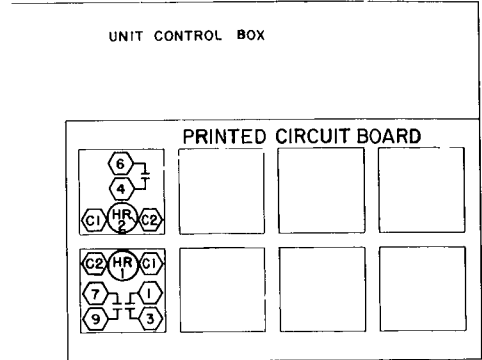 UNIT CONTROL BOX
PRINTED CIRCUIT BOARD
6
4
C1 HR 2 C2
C2 HR 1 C1
7 1
9 3